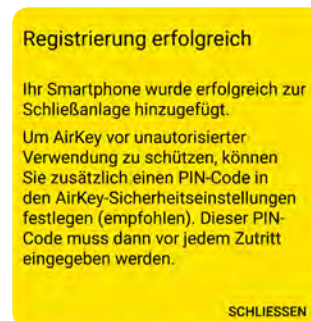 Registrierung erfolgreich
Ihr Smartphone wurde erfolgreich zur
Schließanlage hinzugefügt.
Um AirKey vor unautorisierter
Verwendung zu schützen, können
Sie zusätzlich einen PIN-Code in
den AirKey-Sicherheitseinstellungen
festlegen (empfohlen). Dieser PIN-
Code muss dann vor jedem Zutritt
eingegeben werden.
SCHLIESSEN